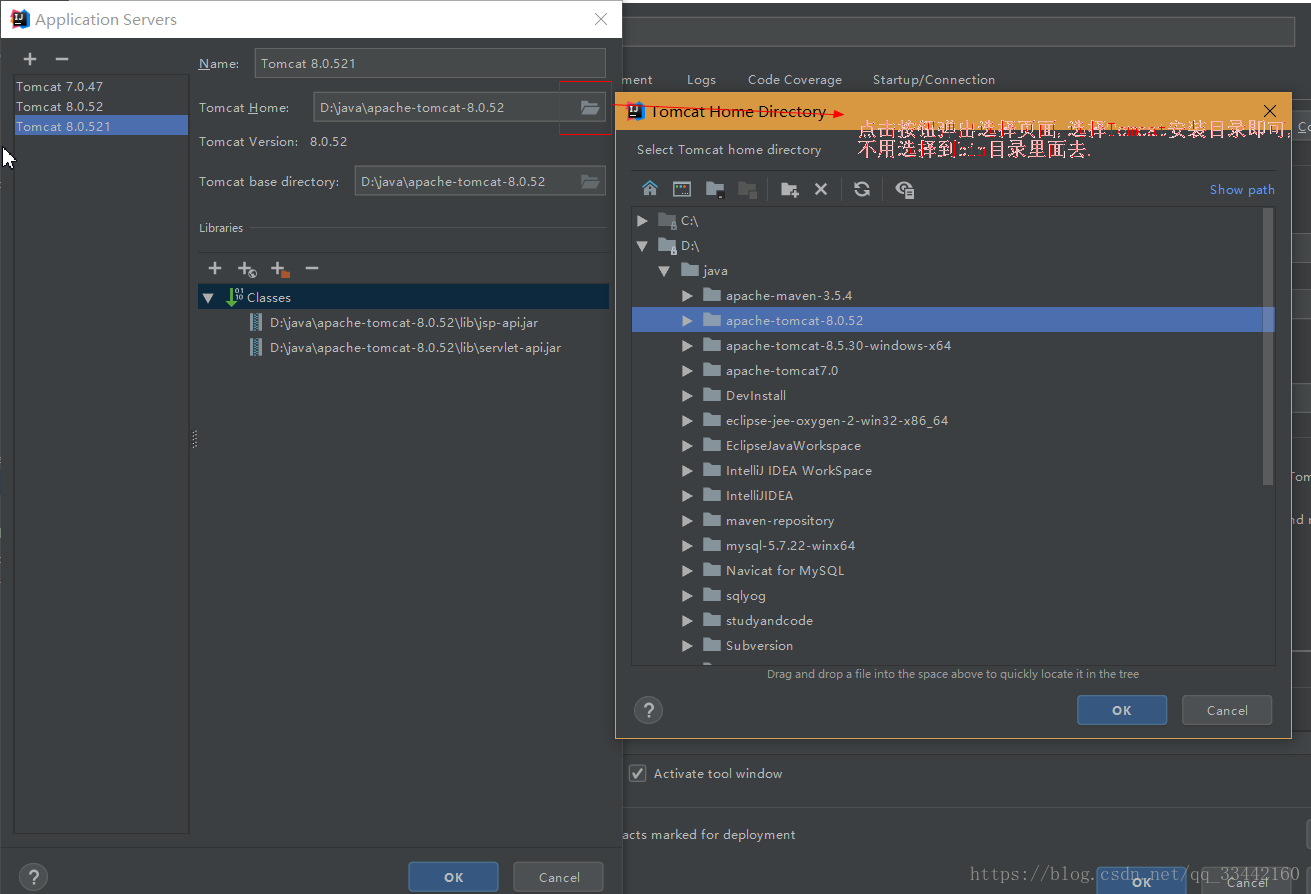 Application Servers
Name:
Tomcat 8.0.521
Tomcat 7.0.47
Tomcat 8.0.52
Tomcat 8.0.521
Tomcat Home:
D:\java\apache-tomcat-8.0.52
Tomcat Version: 8.0.52
Tomcat base directory:
D:\java\apache-tomcat-8.0.52
Libraries
Classes
D:\java\apache-tomcat-8.0.52\lib\jsp-api.jar
D:\java\apache-tomcat-8.0.52\lib\servlet-api.jar
?
OK
Cancel
ment
Logs
Code Coverage
Startup/Connection
Tomcat Home Directory
点击按钮弹出选择页面,选择Tomcat安装目录即可,
不用选择到bin目录里面去.
Select Tomcat home directory
Show path
C:\
D:\
java
apache-maven-3.5.4
apache-tomcat-8.0.52
apache-tomcat-8.5.30-windows-x64
apache-tomcat7.0
DevInstall
eclipse-jee-oxygen-2-win32-x86_64
EclipseJavaWorkspace
IntelliJ IDEA WorkSpace
IntelliJIDEA
maven-repository
mysql-5.7.22-winx64
Navicat for MySQL
sqlyog
studyandcode
Subversion
Drag and drop a file into the space above to quickly locate it in the tree
?
OK
Cancel
Activate tool window
acts marked for deployment
https://blog.csdn.net/qq_33442160
OK
Cancel